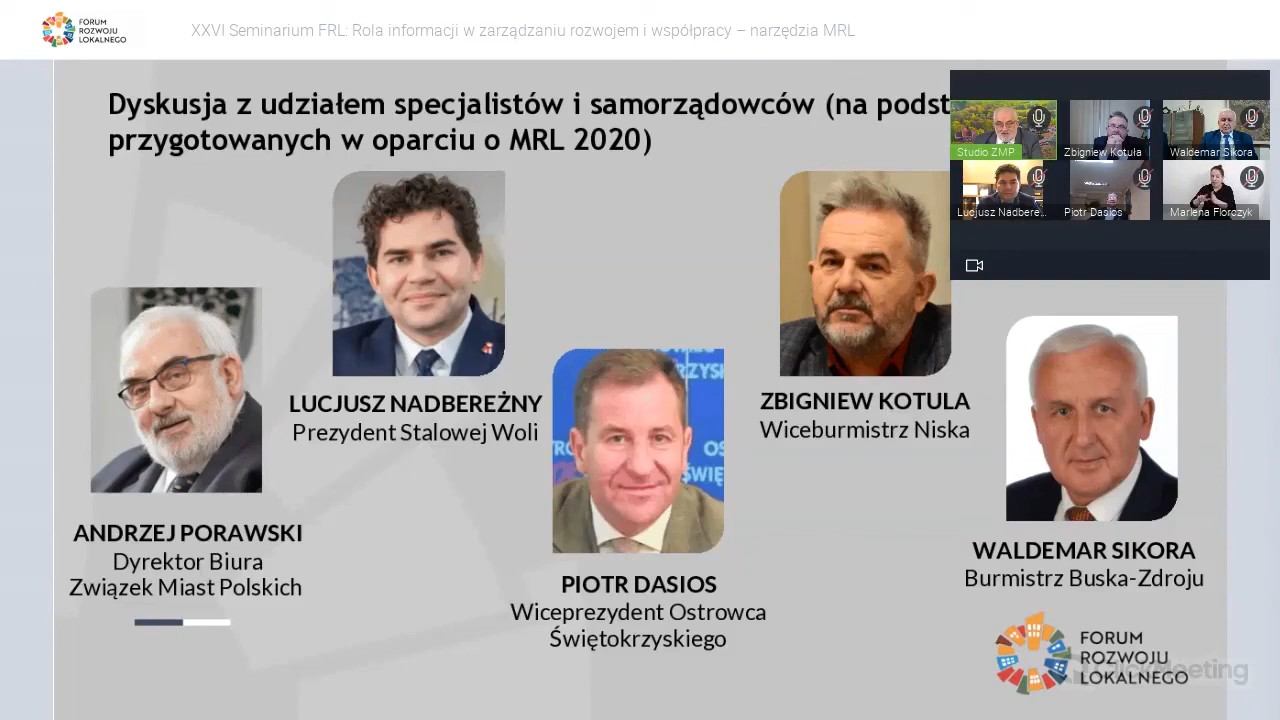 FORUM
ROZWOJU
LOKALNEGO
XXVI Seminarium FRL: Rola informacji w zarządzaniu rozwojem i współpracy – narzędzia MRL
Dyskusja z udziałem specjalistów i samorządowców (na podst
przygotowanych w oparciu o MRL 2020)
Studio ZMP
Zbigniew Kotuła
Waldemar Sikora
Lucjusz Nadbere...
Piotr Dasios
Marlena Florczyk
LUCJUSZ NADBEREŻNY
Prezydent Stalowej Woli
ZBIGNIEW KOTULA
Wiceburmistrz Niska
ANDRZEJ PORAWSKI
Dyrektor Biura
Związek Miast Polskich
PIOTR DASIOS
Wiceprezydent Ostrowca
Świętokrzyskiego
WALDEMAR SIKORA
Burmistrz Buska-Zdroju
FORUM
ROZWOJU
LOKALNEGO
ClickMeeting